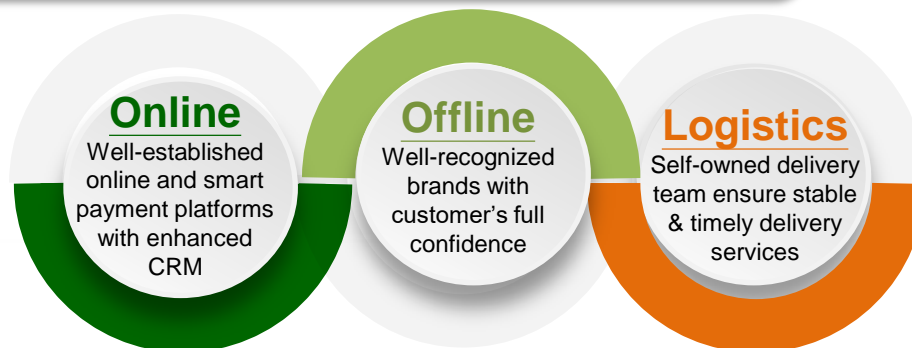 Online
Well-established
online and smart
payment platforms
with enhanced
CRM
Offline
Well-recognized
brands with
customer’s full
confidence
Logistics
Self-owned delivery
team ensure stable
& timely delivery
services